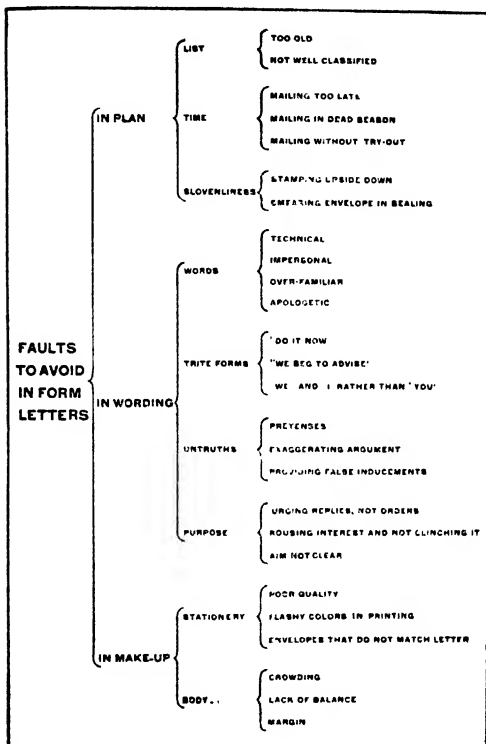 FAULTS
TO AVOID
IN FORM
LETTERS
IN PLAN
LIST
TOO OLD
NOT WELL CLASSIFIED
TIME
MAILING TOO LATE
MAILING IN DEAD SEASON
MAILING WITHOUT TRY-OUT
SLOVENLINESS
STAMPING UPSIDE DOWN
SMEARING ENVELOPE IN SEALING
IN WORDING
WORDS
TECHNICAL
IMPERSONAL
OVER-FAMILIAR
APOLOGETIC
TRITE FORMS
"DO IT NOW
"WE BEG TO ADVISE"
WE AND I RATHER THAN "YOU"
UNTRUTHS
PRETENSES
EXAGGERATING ARGUMENT
PROVIDING FALSE INDUCEMENTS
PURPOSE
URGING REPLIES, NOT ORDERS
ROUSING INTEREST AND NOT CLINCHING IT
AIM NOT CLEAR
IN MAKE-UP
STATIONERY
POOR QUALITY
FLASHY COLORS IN PRINTING
ENVELOPES THAT DO NOT MATCH LETTER
BODY..
CROWDING
LACK OF BALANCE
MARGIN